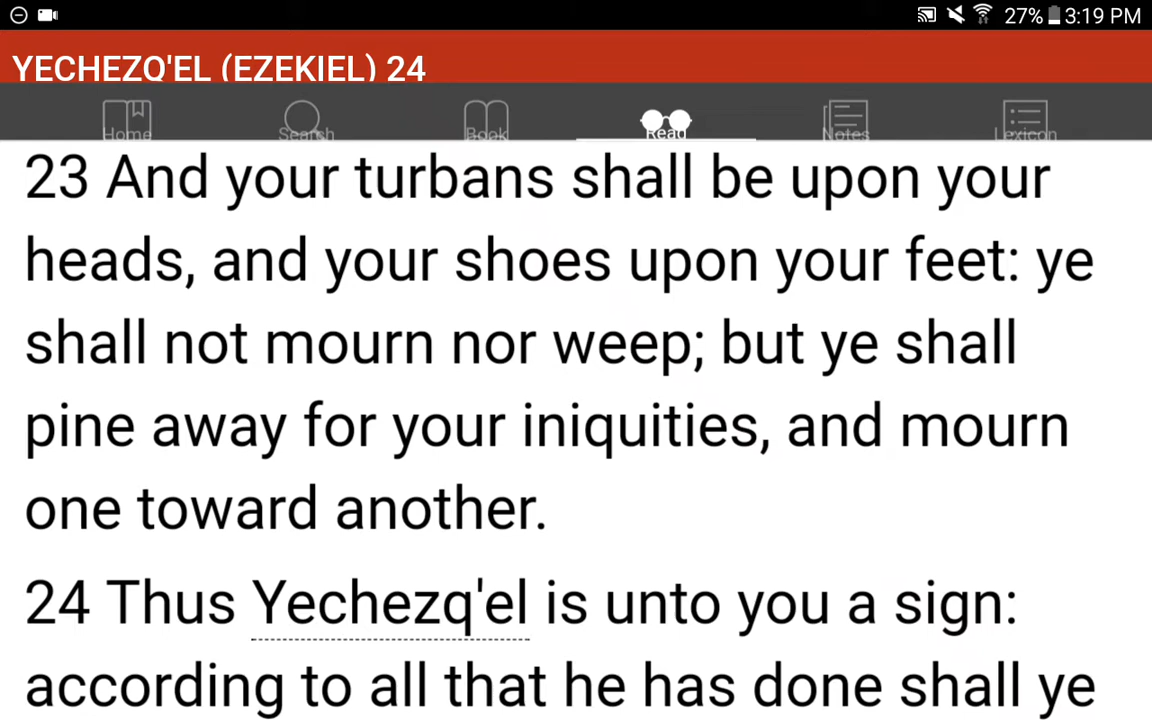 27% 3:19 PM
YECHEZQ'EL (EZEKIEL) 24
Home Search Book Read Notes Lexicon
23 And your turbans shall be upon your
heads, and your shoes upon your feet: ye
shall not mourn nor weep; but ye shall
pine away for your iniquities, and mourn
one toward another.
24 Thus Yechezq'el is unto you a sign:
according to all that he has done shall ye